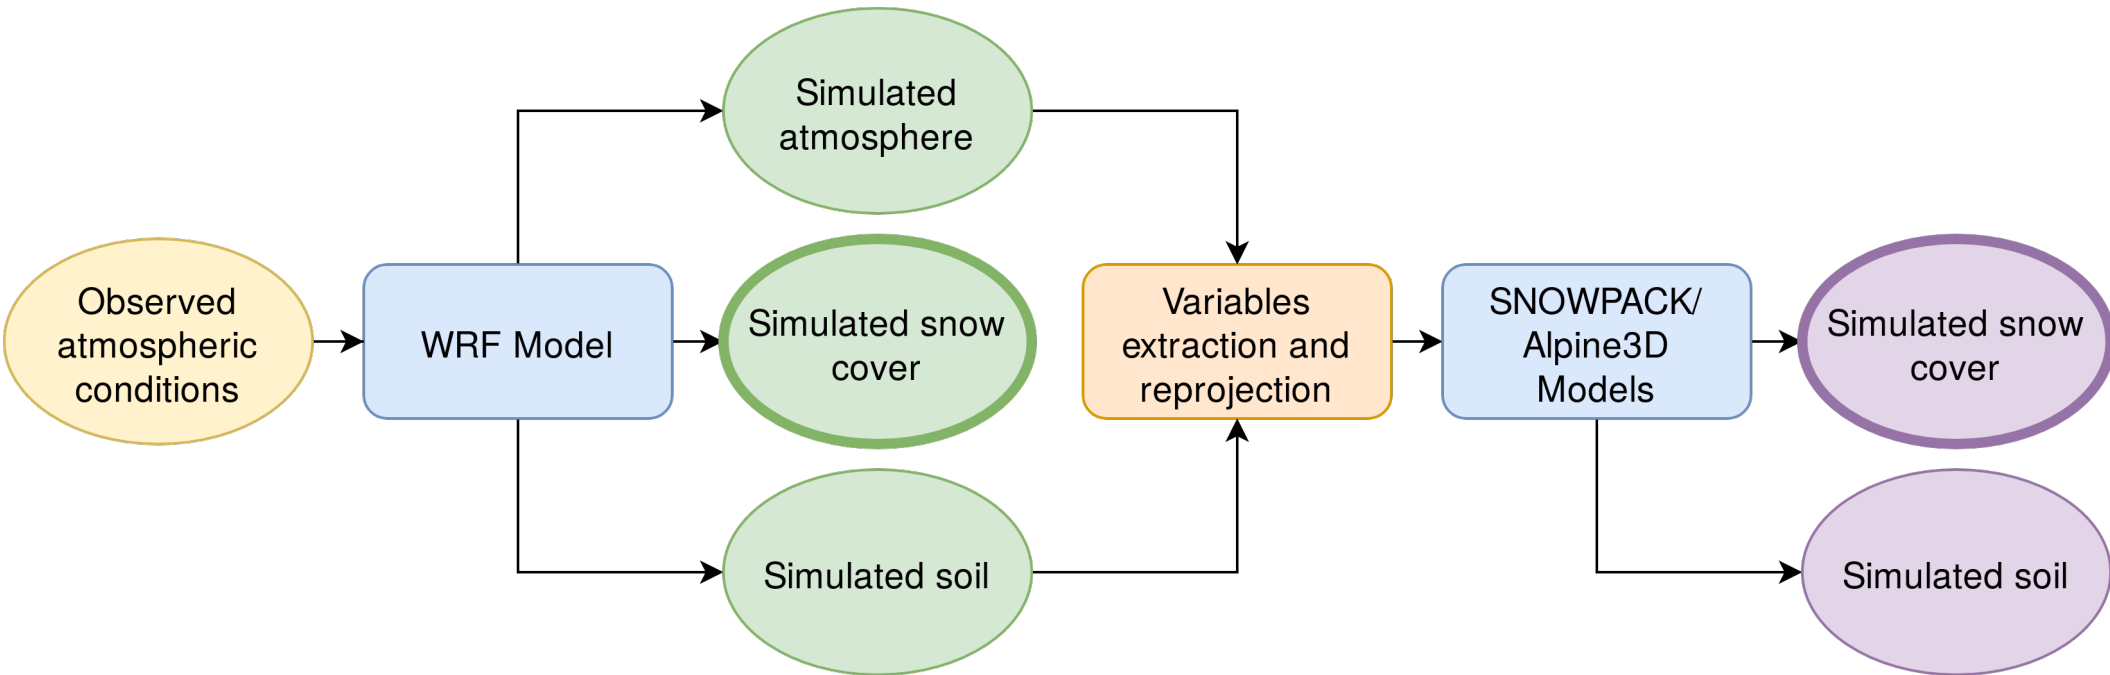 Simulated
atmosphere
Observed
atmospheric
conditions
WRF Model
Simulated snow
cover
Variables
extraction and
reprojection
SNOWPACK/
Alpine3D
Models
Simulated snow
cover
Simulated soil
Simulated soil